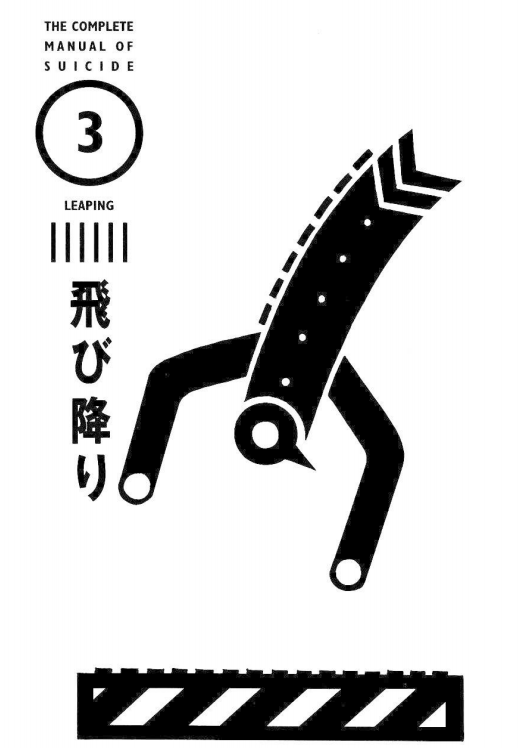 THE COMPLETE
MANUAL OF
SUICIDE
3
LEAPING
飛び降り